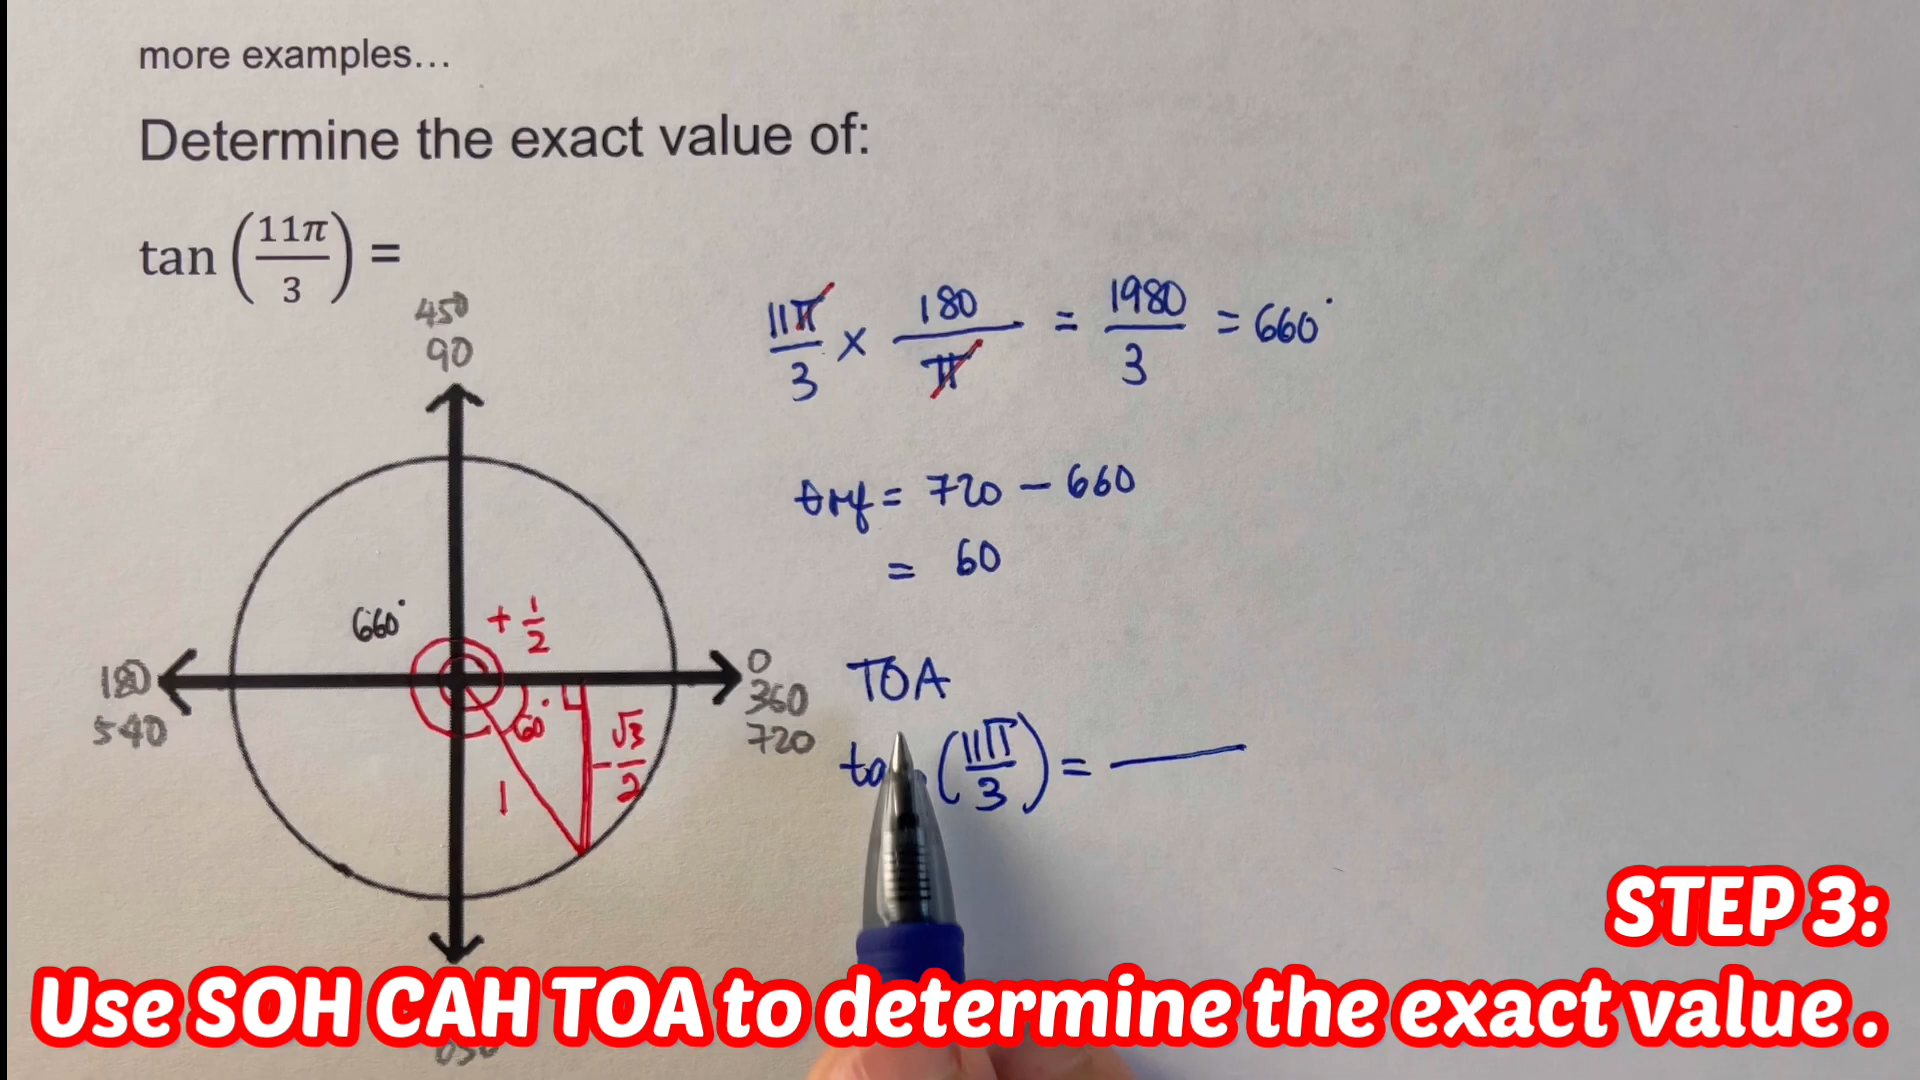 more examples…
Determine the exact value of:
tan (11π/3) =
450
90
11π/3 × 180/π = 1980/3 = 660°
θref = 720 - 660
= 60
660°
+ 1/2
180
540
0
360
720
60°
- √3/2
1
TOA
(11π/3) =
STEP 3:
Use SOH CAH TOA to determine the exact value.